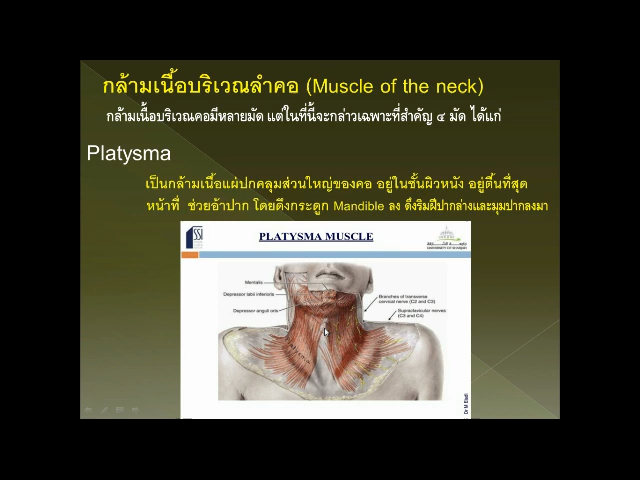 กล้ามเนื้อบริเวณลำคอ (Muscle of the neck)
กล้ามเนื้อบริเวณคอมีหลายมัด แต่ในที่นี้จะกล่าวเฉพาะที่สำคัญ ๔ มัด ได้แก่
Platysma
เป็นกล้ามเนื้อแผ่ปกคลุมส่วนใหญ่ของคอ อยู่ในชั้นผิวหนัง อยู่ตื้นที่สุด
หน้าที่ ช่วยอ้าปาก โดยดึงกระดูก Mandible ลง ดึงริมฝีปากล่างและมุมปากลงมา
SSI
PLATYSMA MUSCLE
Mentalis
Depressor labii inferioris
Depressor anguli oris
Branches of transverse
cervical nerve (C2 and C3)
Supraclavicular nerves
(C3 and C4)
Dr M Eladl